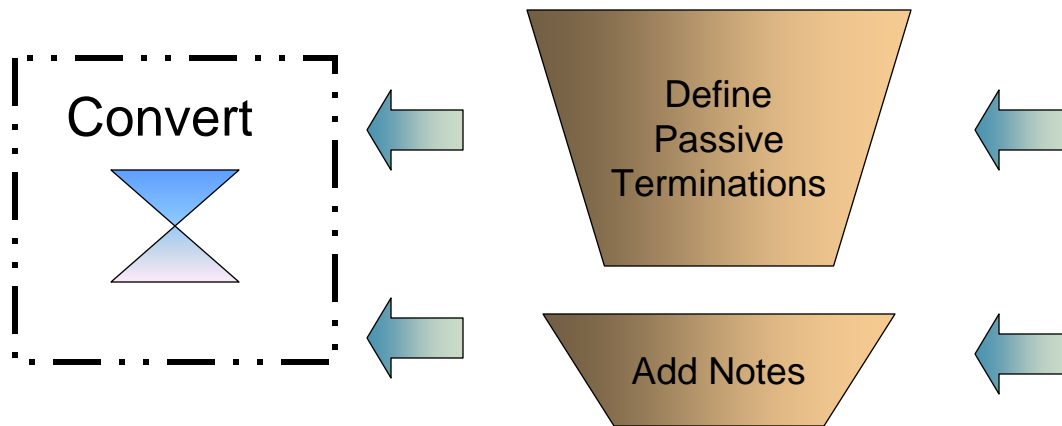 Convert
Define
Passive
Terminations
Add Notes